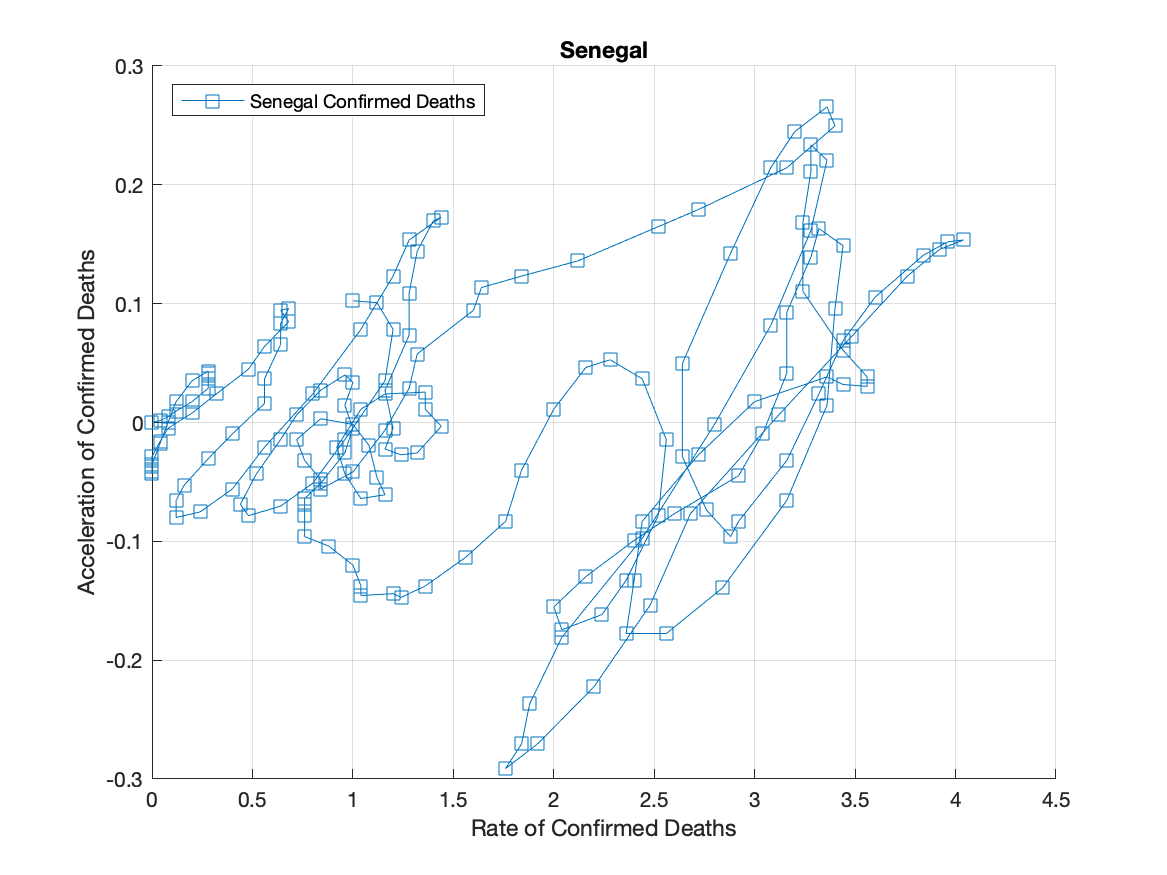 Senegal
Senegal Confirmed Deaths
Acceleration of Confirmed Deaths
0.3
0.2
0.1
0
-0.1
-0.2
-0.3
0 0.5 1 1.5 2 2.5 3 3.5 4 4.5
Rate of Confirmed Deaths